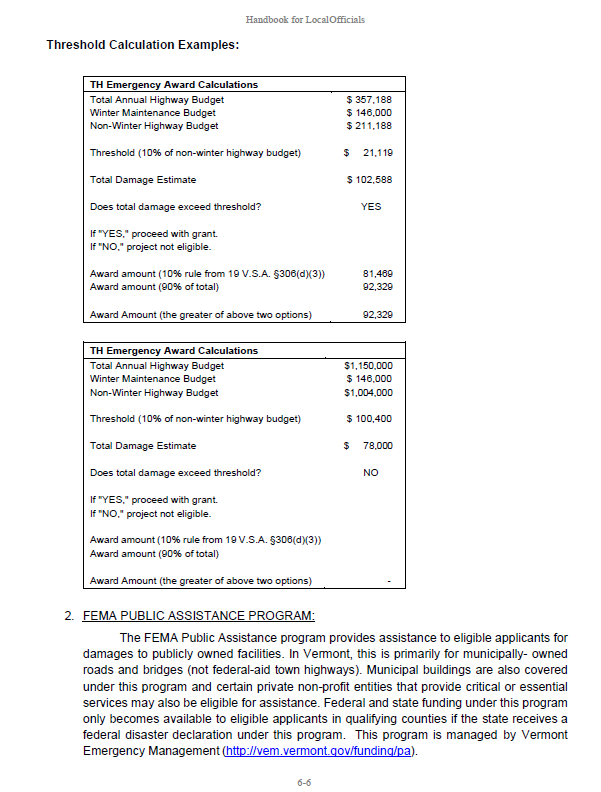 Handbook for LocalOfficials
Threshold Calculation Examples:
TH Emergency Award Calculations
Total Annual Highway Budget $ 357,188
Winter Maintenance Budget $ 146,000
Non-Winter Highway Budget $ 211,188
Threshold (10% of non-winter highway budget) $ 21,119
Total Damage Estimate $ 102,588
Does total damage exceed threshold? YES
If "YES," proceed with grant.
If "NO," project not eligible.
Award amount (10% rule from 19 V.S.A. §306(d)(3)) 81,469
Award amount (90% of total) 92,329
Award Amount (the greater of above two options) 92,329
TH Emergency Award Calculations
Total Annual Highway Budget $1,150,000
Winter Maintenance Budget $ 146,000
Non-Winter Highway Budget $1,004,000
Threshold (10% of non-winter highway budget) $ 100,400
Total Damage Estimate $ 78,000
Does total damage exceed threshold? NO
If "YES," proceed with grant.
If "NO," project not eligible.
Award amount (10% rule from 19 V.S.A. §306(d)(3))
Award amount (90% of total)
Award Amount (the greater of above two options) -
2. FEMA PUBLIC ASSISTANCE PROGRAM:
The FEMA Public Assistance program provides assistance to eligible applicants for
damages to publicly owned facilities. In Vermont, this is primarily for municipally- owned
roads and bridges (not federal-aid town highways). Municipal buildings are also covered
under this program and certain private non-profit entities that provide critical or essential
services may also be eligible for assistance. Federal and state funding under this program
only becomes available to eligible applicants in qualifying counties if the state receives a
federal disaster declaration under this program. This program is managed by Vermont
Emergency Management (http://vem.vermont.gov/funding/pa).
6-6